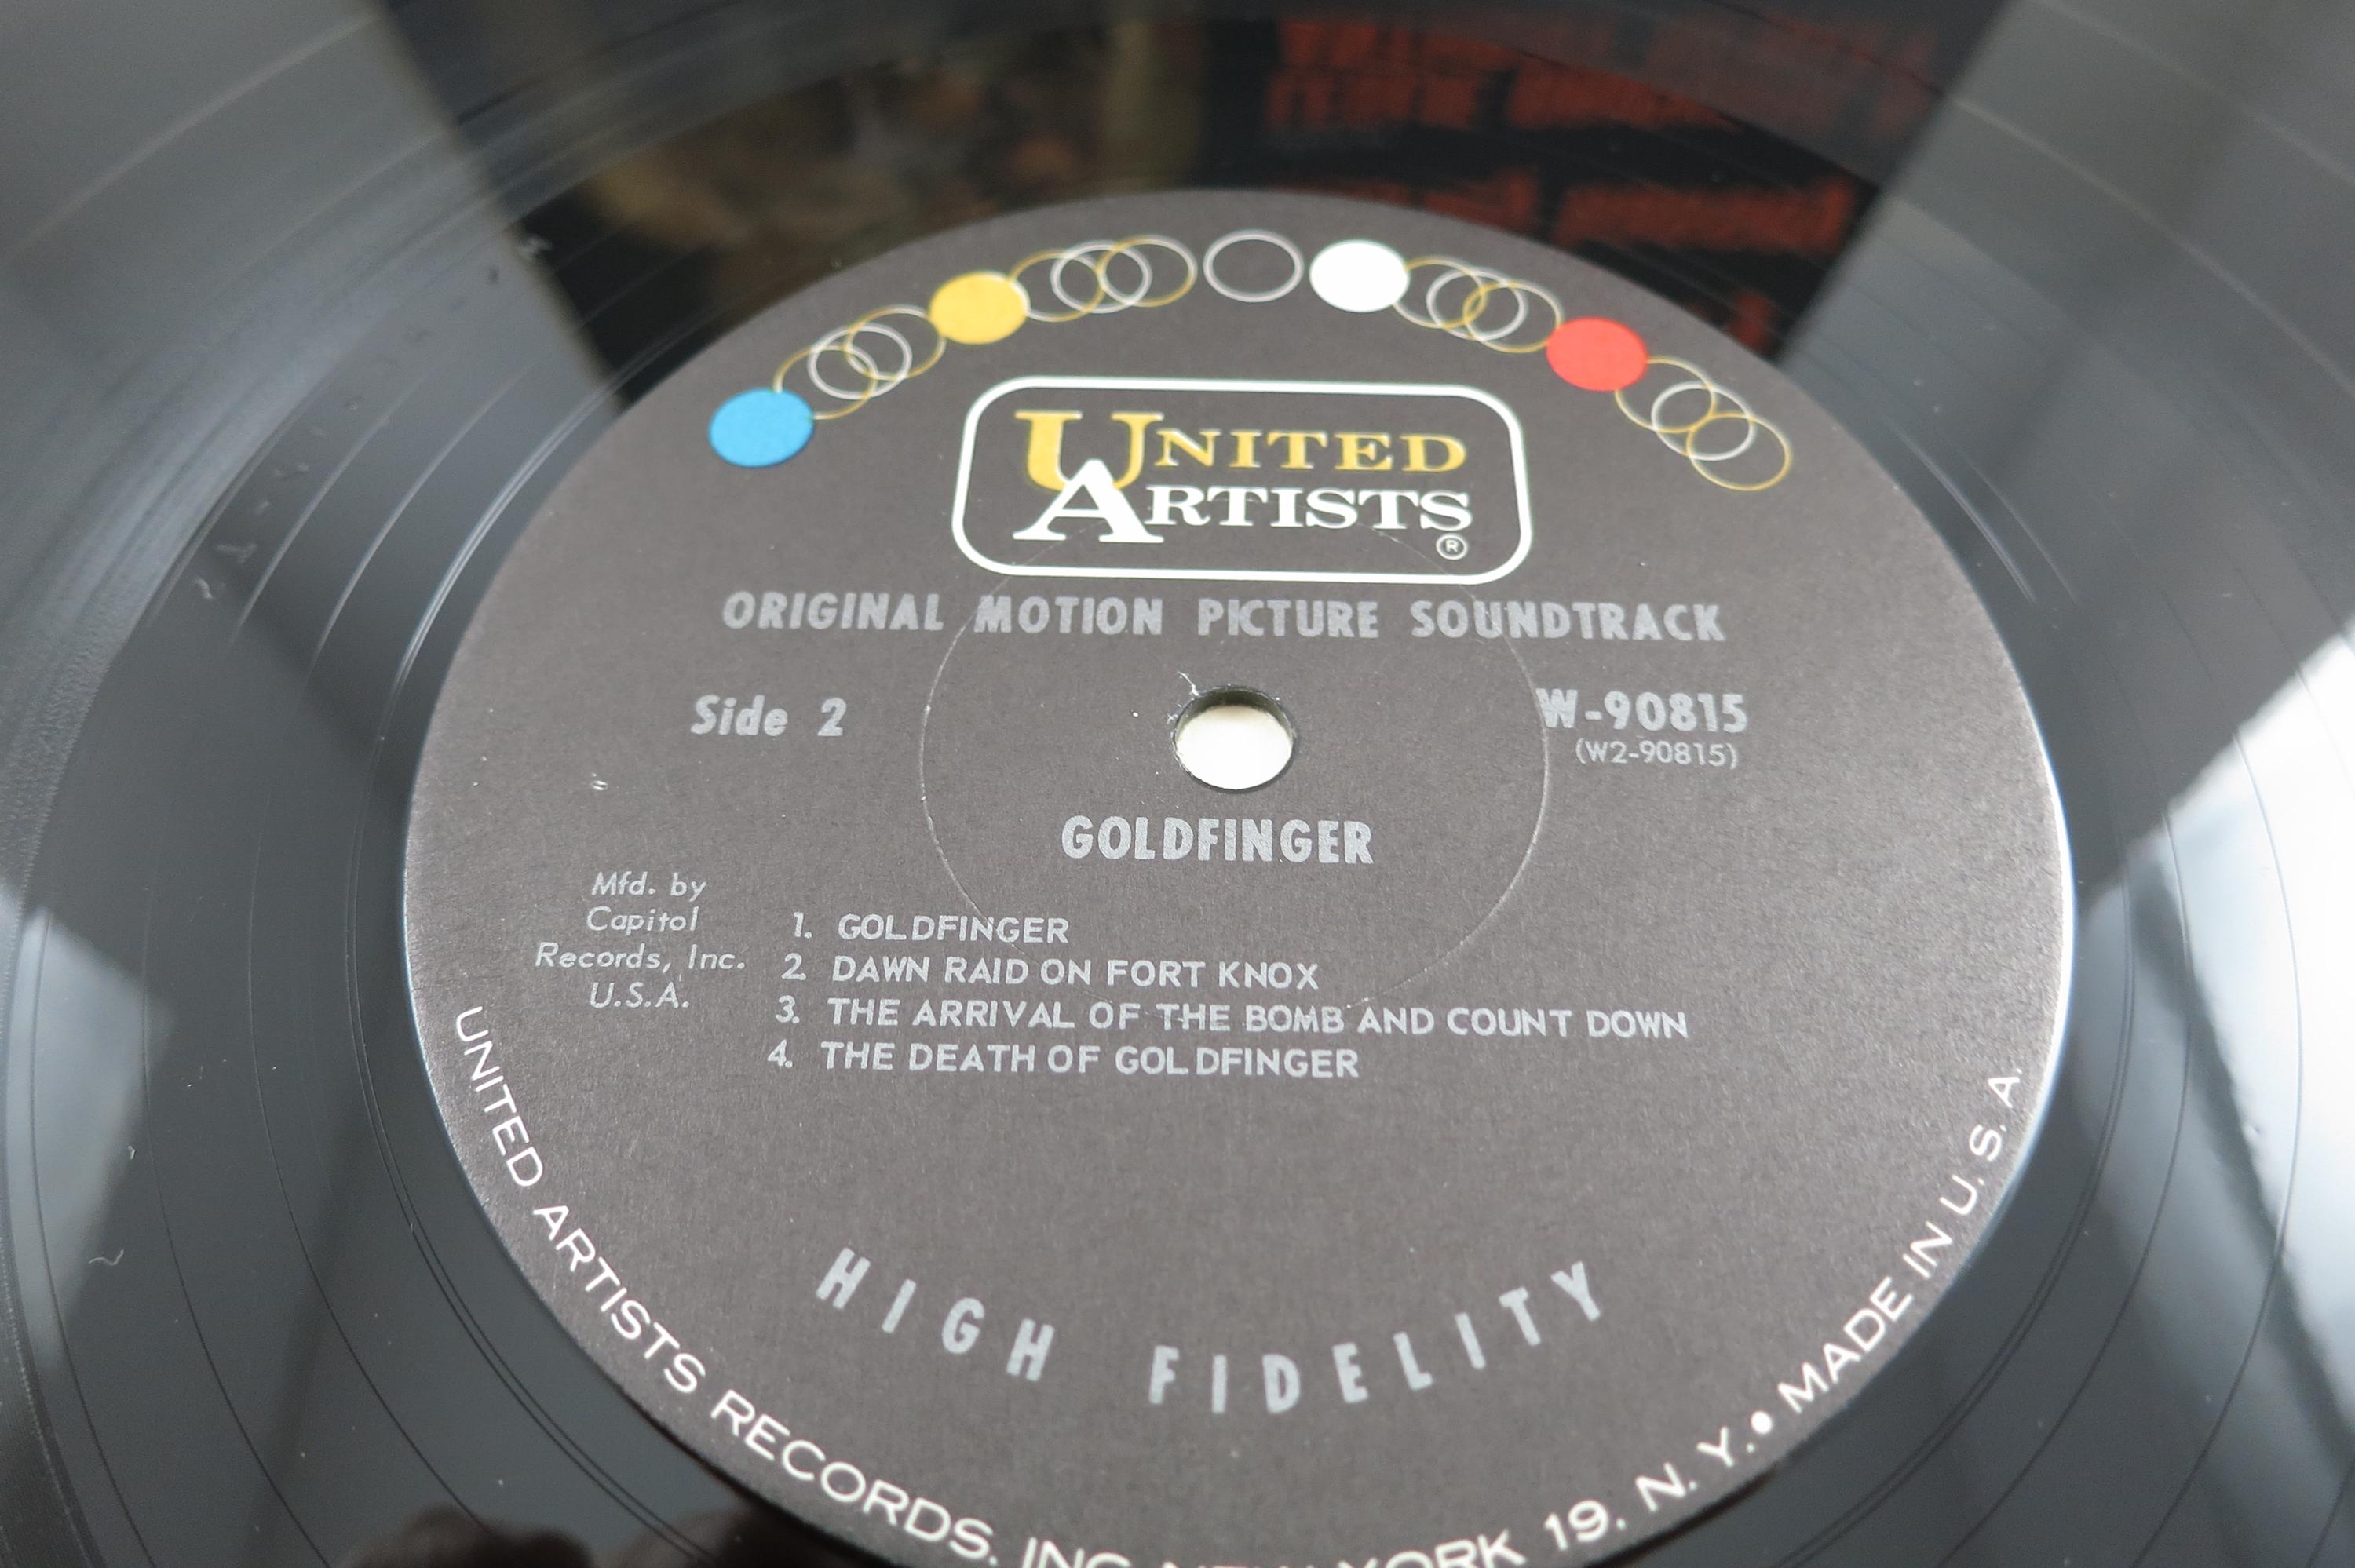 UNITED
ARTISTS
®
ORIGINAL MOTION PICTURE SOUNDTRACK
Side 2
W-90815
(W2-90815)
GOLDFINGER
Mfd. by
Capitol
Records, Inc.
U.S.A.
1. GOLDFINGER
2. DAWN RAID ON FORT KNOX
3. THE ARRIVAL OF THE BOMB AND COUNT DOWN
4. THE DEATH OF GOLDFINGER
HIGH FIDELITY
UNITED ARTISTS RECORDS, INC. NEW YORK 19, N. Y. • MADE IN U. S. A.